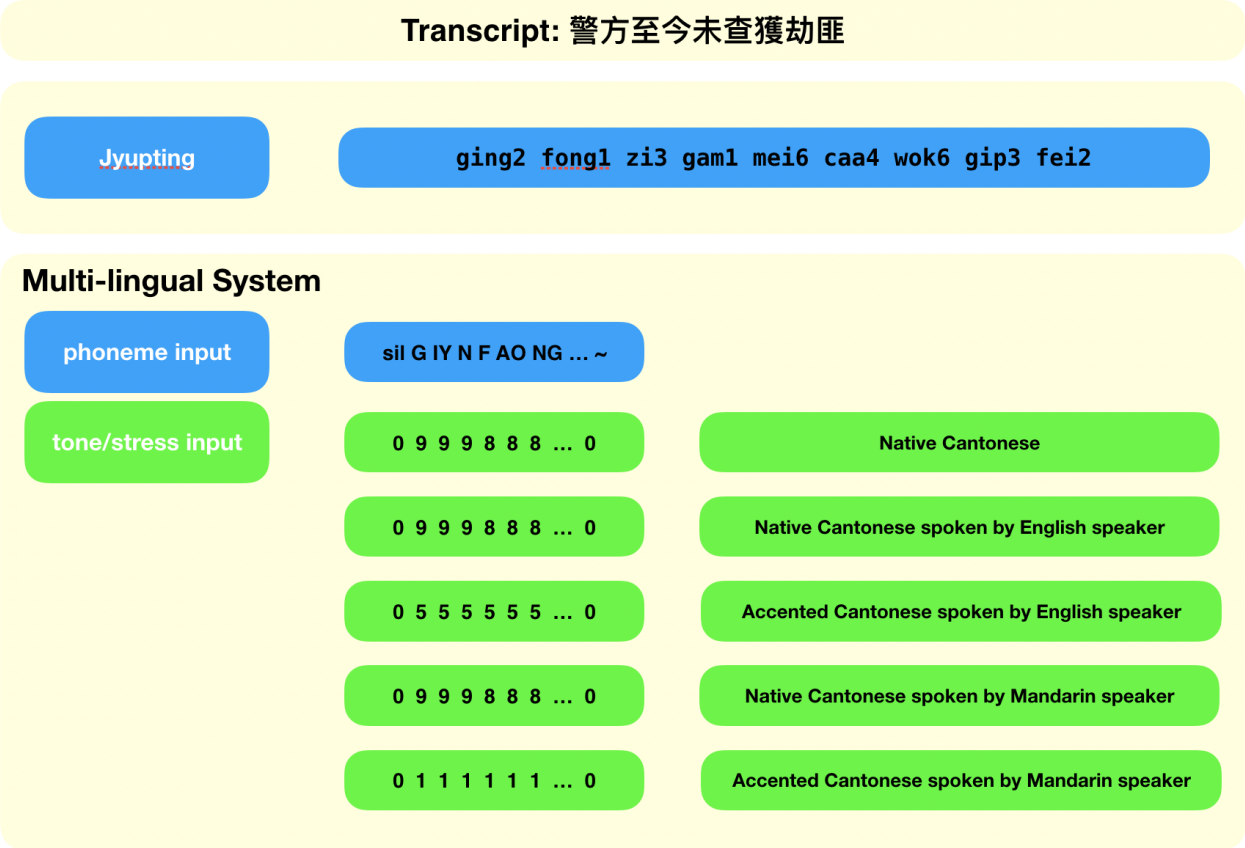 Transcript: 警方至今未查獲劫匪
Jyupting
ging2 fong1 zi3 gam1 mei6 caa4 wok6 gip3 fei2
Multi-lingual System
phoneme input
sil G IY N F AO NG … ~
tone/stress input
0 9 9 9 8 8 8 … 0
Native Cantonese
0 9 9 9 8 8 8 … 0
Native Cantonese spoken by English speaker
0 5 5 5 5 5 5 … 0
Accented Cantonese spoken by English speaker
0 9 9 9 8 8 8 … 0
Native Cantonese spoken by Mandarin speaker
0 1 1 1 1 1 1 … 0
Accented Cantonese spoken by Mandarin speaker